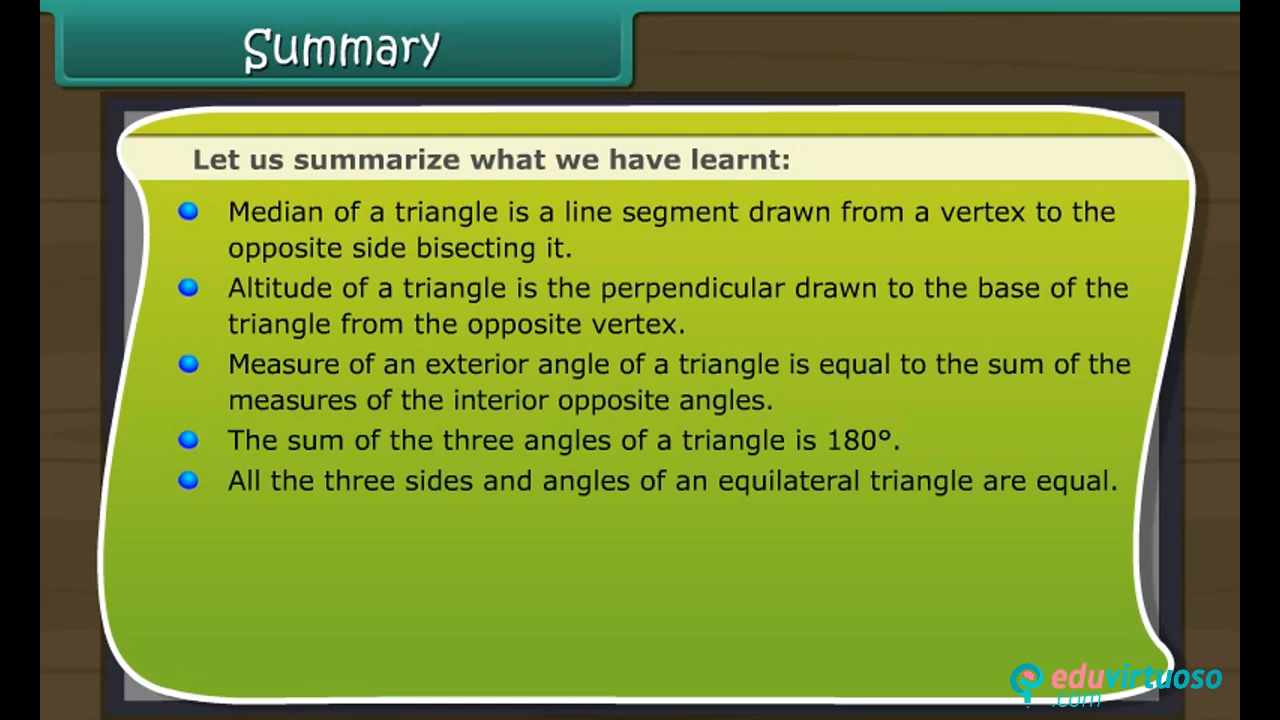 Summary
Let us summarize what we have learnt:
Median of a triangle is a line segment drawn from a vertex to the
opposite side bisecting it.
Altitude of a triangle is the perpendicular drawn to the base of the
triangle from the opposite vertex.
Measure of an exterior angle of a triangle is equal to the sum of the
measures of the interior opposite angles.
The sum of the three angles of a triangle is 180°.
All the three sides and angles of an equilateral triangle are equal.
eduvirtuoso
.com